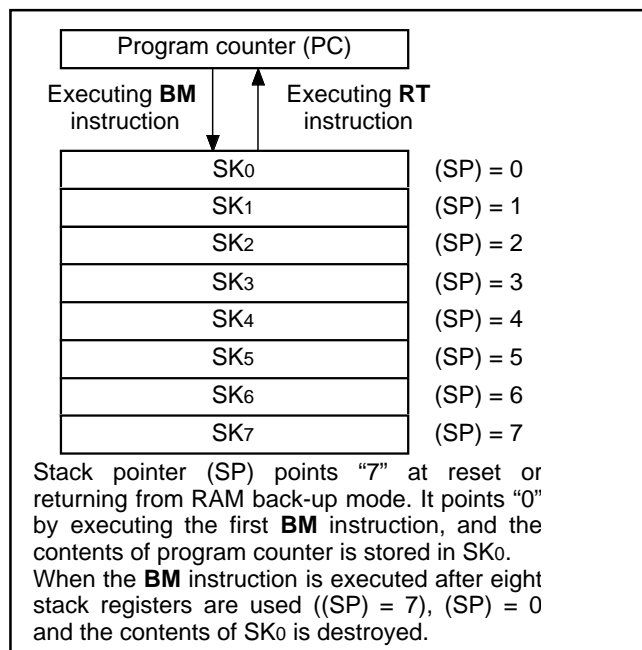 Program counter (PC)
Executing BM instruction
Executing RT instruction
SK0 (SP) = 0
SK1 (SP) = 1
SK2 (SP) = 2
SK3 (SP) = 3
SK4 (SP) = 4
SK5 (SP) = 5
SK6 (SP) = 6
SK7 (SP) = 7
Stack pointer (SP) points “7” at reset or
returning from RAM back-up mode. It points “0”
by executing the first BM instruction, and the
contents of program counter is stored in SK0.
When the BM instruction is executed after eight
stack registers are used ((SP) = 7), (SP) = 0
and the contents of SK0 is destroyed.